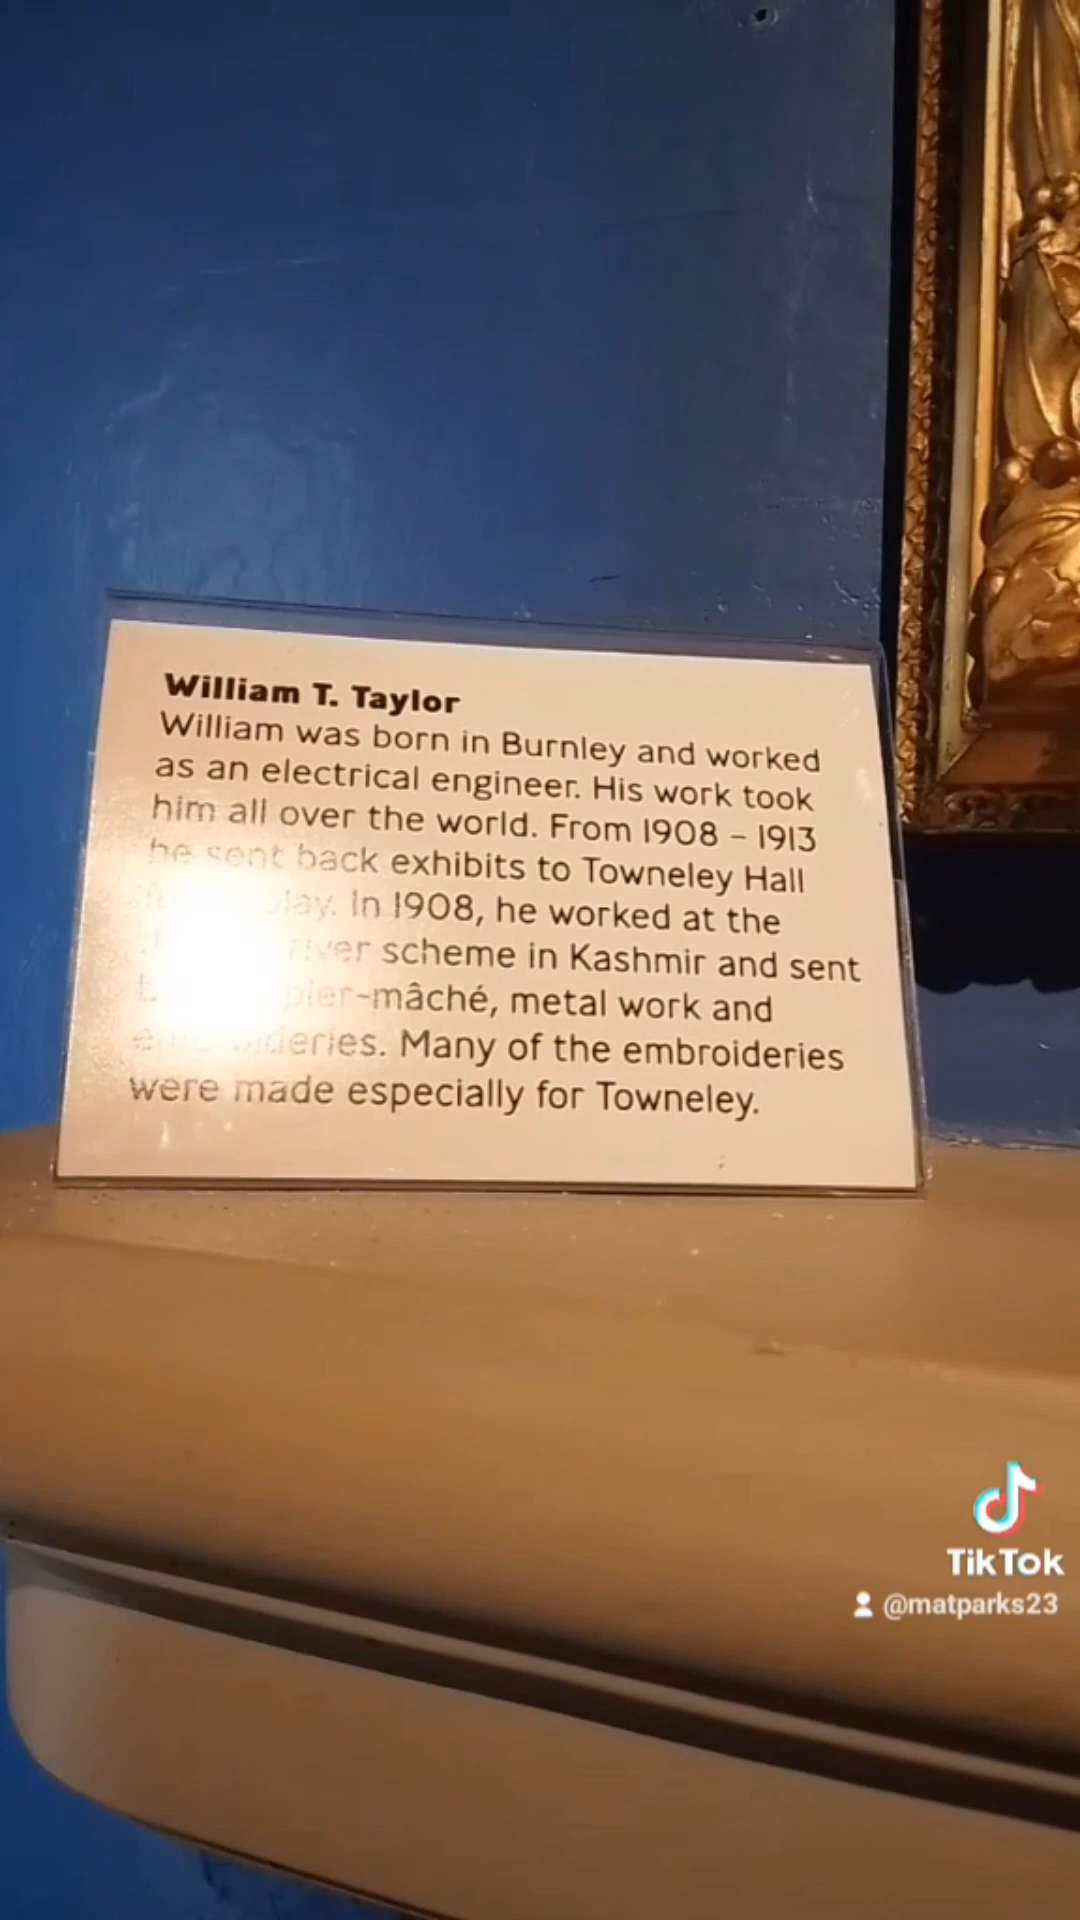 William T. Taylor
William was born in Burnley and worked
as an electrical engineer. His work took
him all over the world. From 1908 – 1913
he sent back exhibits to Towneley Hall
In 1908, he worked at the
scheme in Kashmir and sent
metal work and
embroideries. Many of the embroideries
were made especially for Towneley.
TikTok
@matparks23